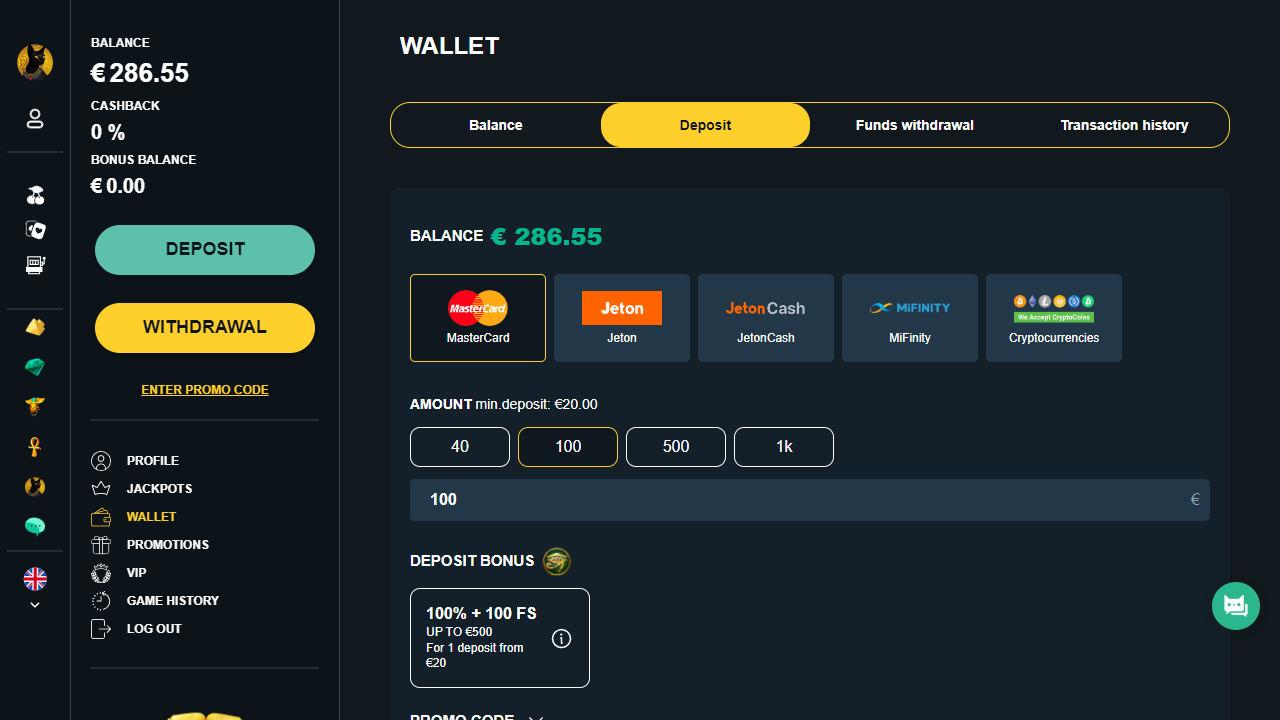 BALANCE
€ 286.55
CASHBACK
0 %
BONUS BALANCE
€ 0.00
DEPOSIT
WITHDRAWAL
ENTER PROMO CODE
PROFILE
JACKPOTS
WALLET
PROMOTIONS
VIP
GAME HISTORY
LOG OUT
WALLET
Balance
Deposit
Funds withdrawal
Transaction history
BALANCE € 286.55
MasterCard
MasterCard
Jeton
Jeton
JetonCash
JetonCash
MIFINITY
MiFinity
We Accept CryptoCoins
Cryptocurrencies
AMOUNT min.deposit: €20.00
40
100
500
1k
100 €
DEPOSIT BONUS
100% + 100 FS
UP TO €500
For 1 deposit from
€20
PROMO CODE